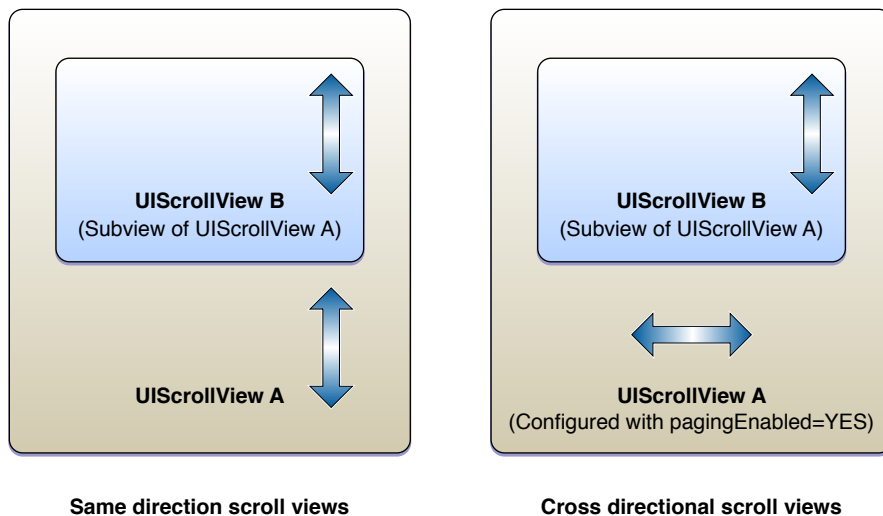 UIScrollView B
(Subview of UIScrollView A)
UIScrollView A
Same direction scroll views
UIScrollView B
(Subview of UIScrollView A)
UIScrollView A
(Configured with pagingEnabled=YES)
Cross directional scroll views